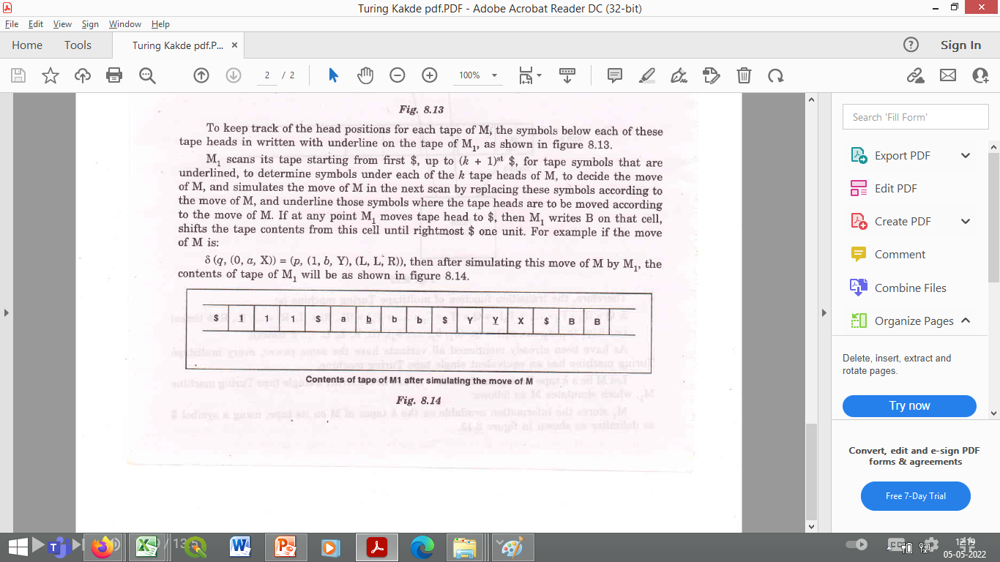 Turing Kakde pdf.PDF - Adobe Acrobat Reader DC (32-bit)
File Edit View Sign Window Help
Home Tools Turing Kakde pdf.P... × ? Sign In
2 / 2 100%
Fig. 8.13
To keep track of the head positions for each tape of M, the symbols below each of these
tape heads in written with underline on the tape of M1, as shown in figure 8.13.
M1 scans its tape starting from first $, up to (k + 1)st $, for tape symbols that are
underlined, to determine symbols under each of the k tape heads of M, to decide the move
of M, and simulates the move of M in the next scan by replacing these symbols according to
the move of M, and underline those symbols where the tape heads are to be moved according
to the move of M. If at any point M1 moves tape head to $, then M1 writes B on that cell,
shifts the tape contents from this cell until rightmost $ one unit. For example if the move
of M is:
δ (q, (0, a, X)) = (p, (1, b, Y), (L, L, R)), then after simulating this move of M by M1, the
contents of tape of M1 will be as shown in figure 8.14.
$ 1 1 1 $ a b b b $ Y Y X $ B B
Contents of tape of M1 after simulating the move of M
Fig. 8.14
Search 'Fill Form'
Export PDF
Edit PDF
Create PDF
Comment
Combine Files
Organize Pages
Delete, insert, extract and
rotate pages.
Try now
Convert, edit and e-sign PDF
forms & agreements
Free 7-Day Trial
12:19
05-05-2022